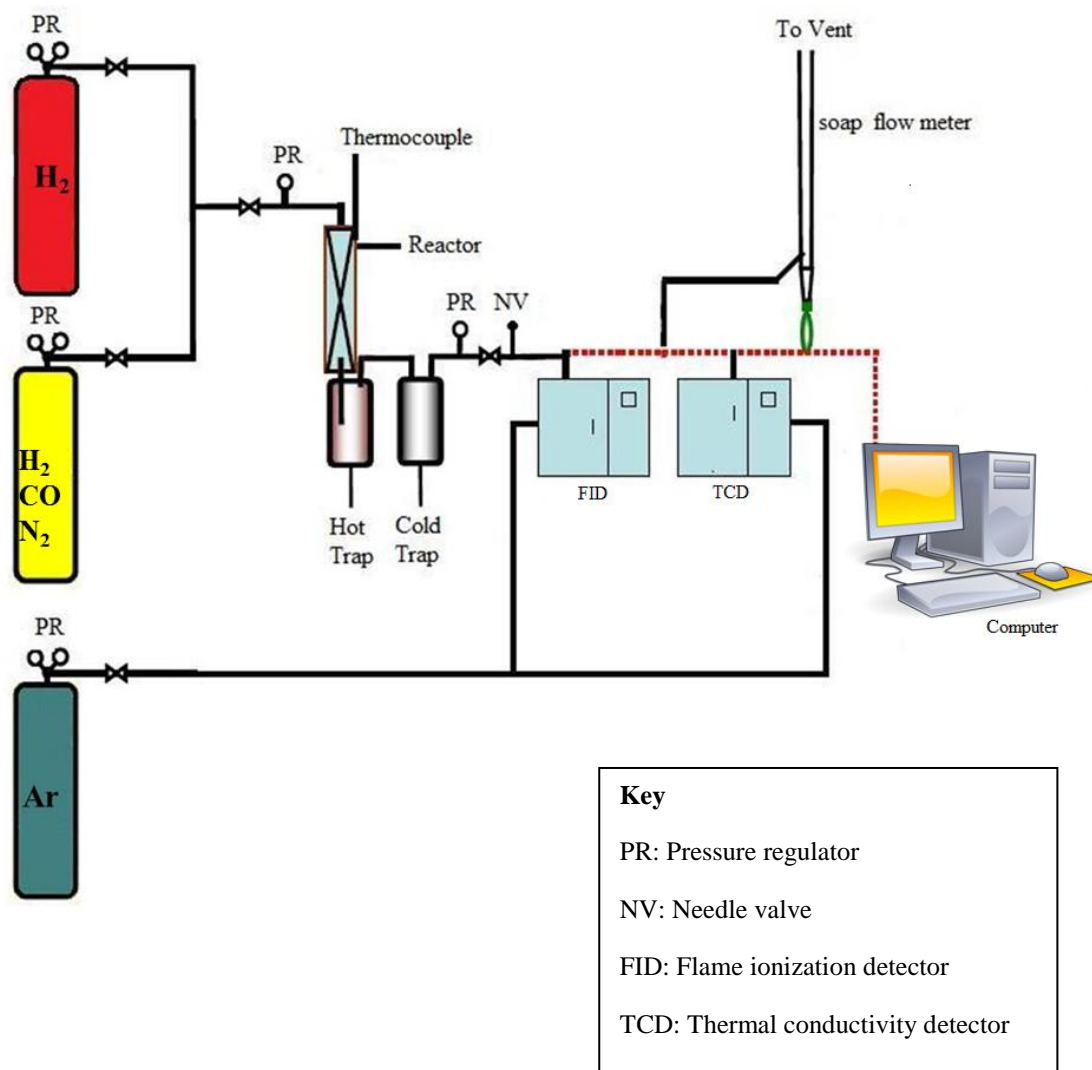 PR
To Vent
soap flow meter
Thermocouple
PR
H₂
Reactor
PR
PR
NV
H₂
CO
N₂
FID
TCD
Hot
Trap
Cold
Trap
Computer
PR
Ar
Key
PR: Pressure regulator
NV: Needle valve
FID: Flame ionization detector
TCD: Thermal conductivity detector